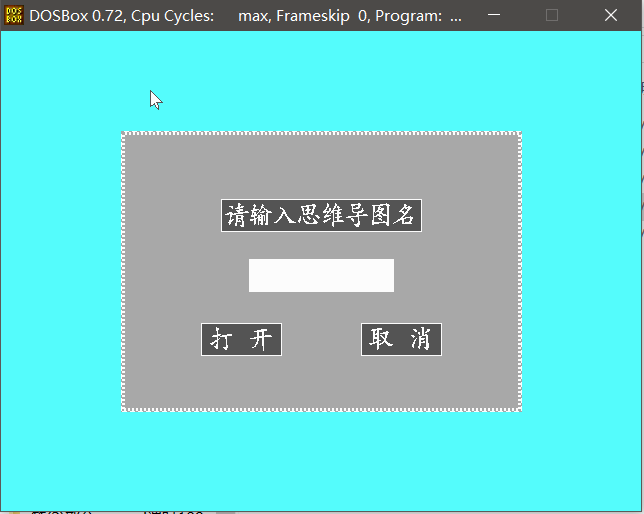 DOSBox 0.72, Cpu Cycles: max, Frameskip 0, Program: ...
请输入思维导图名
打 开
取 消